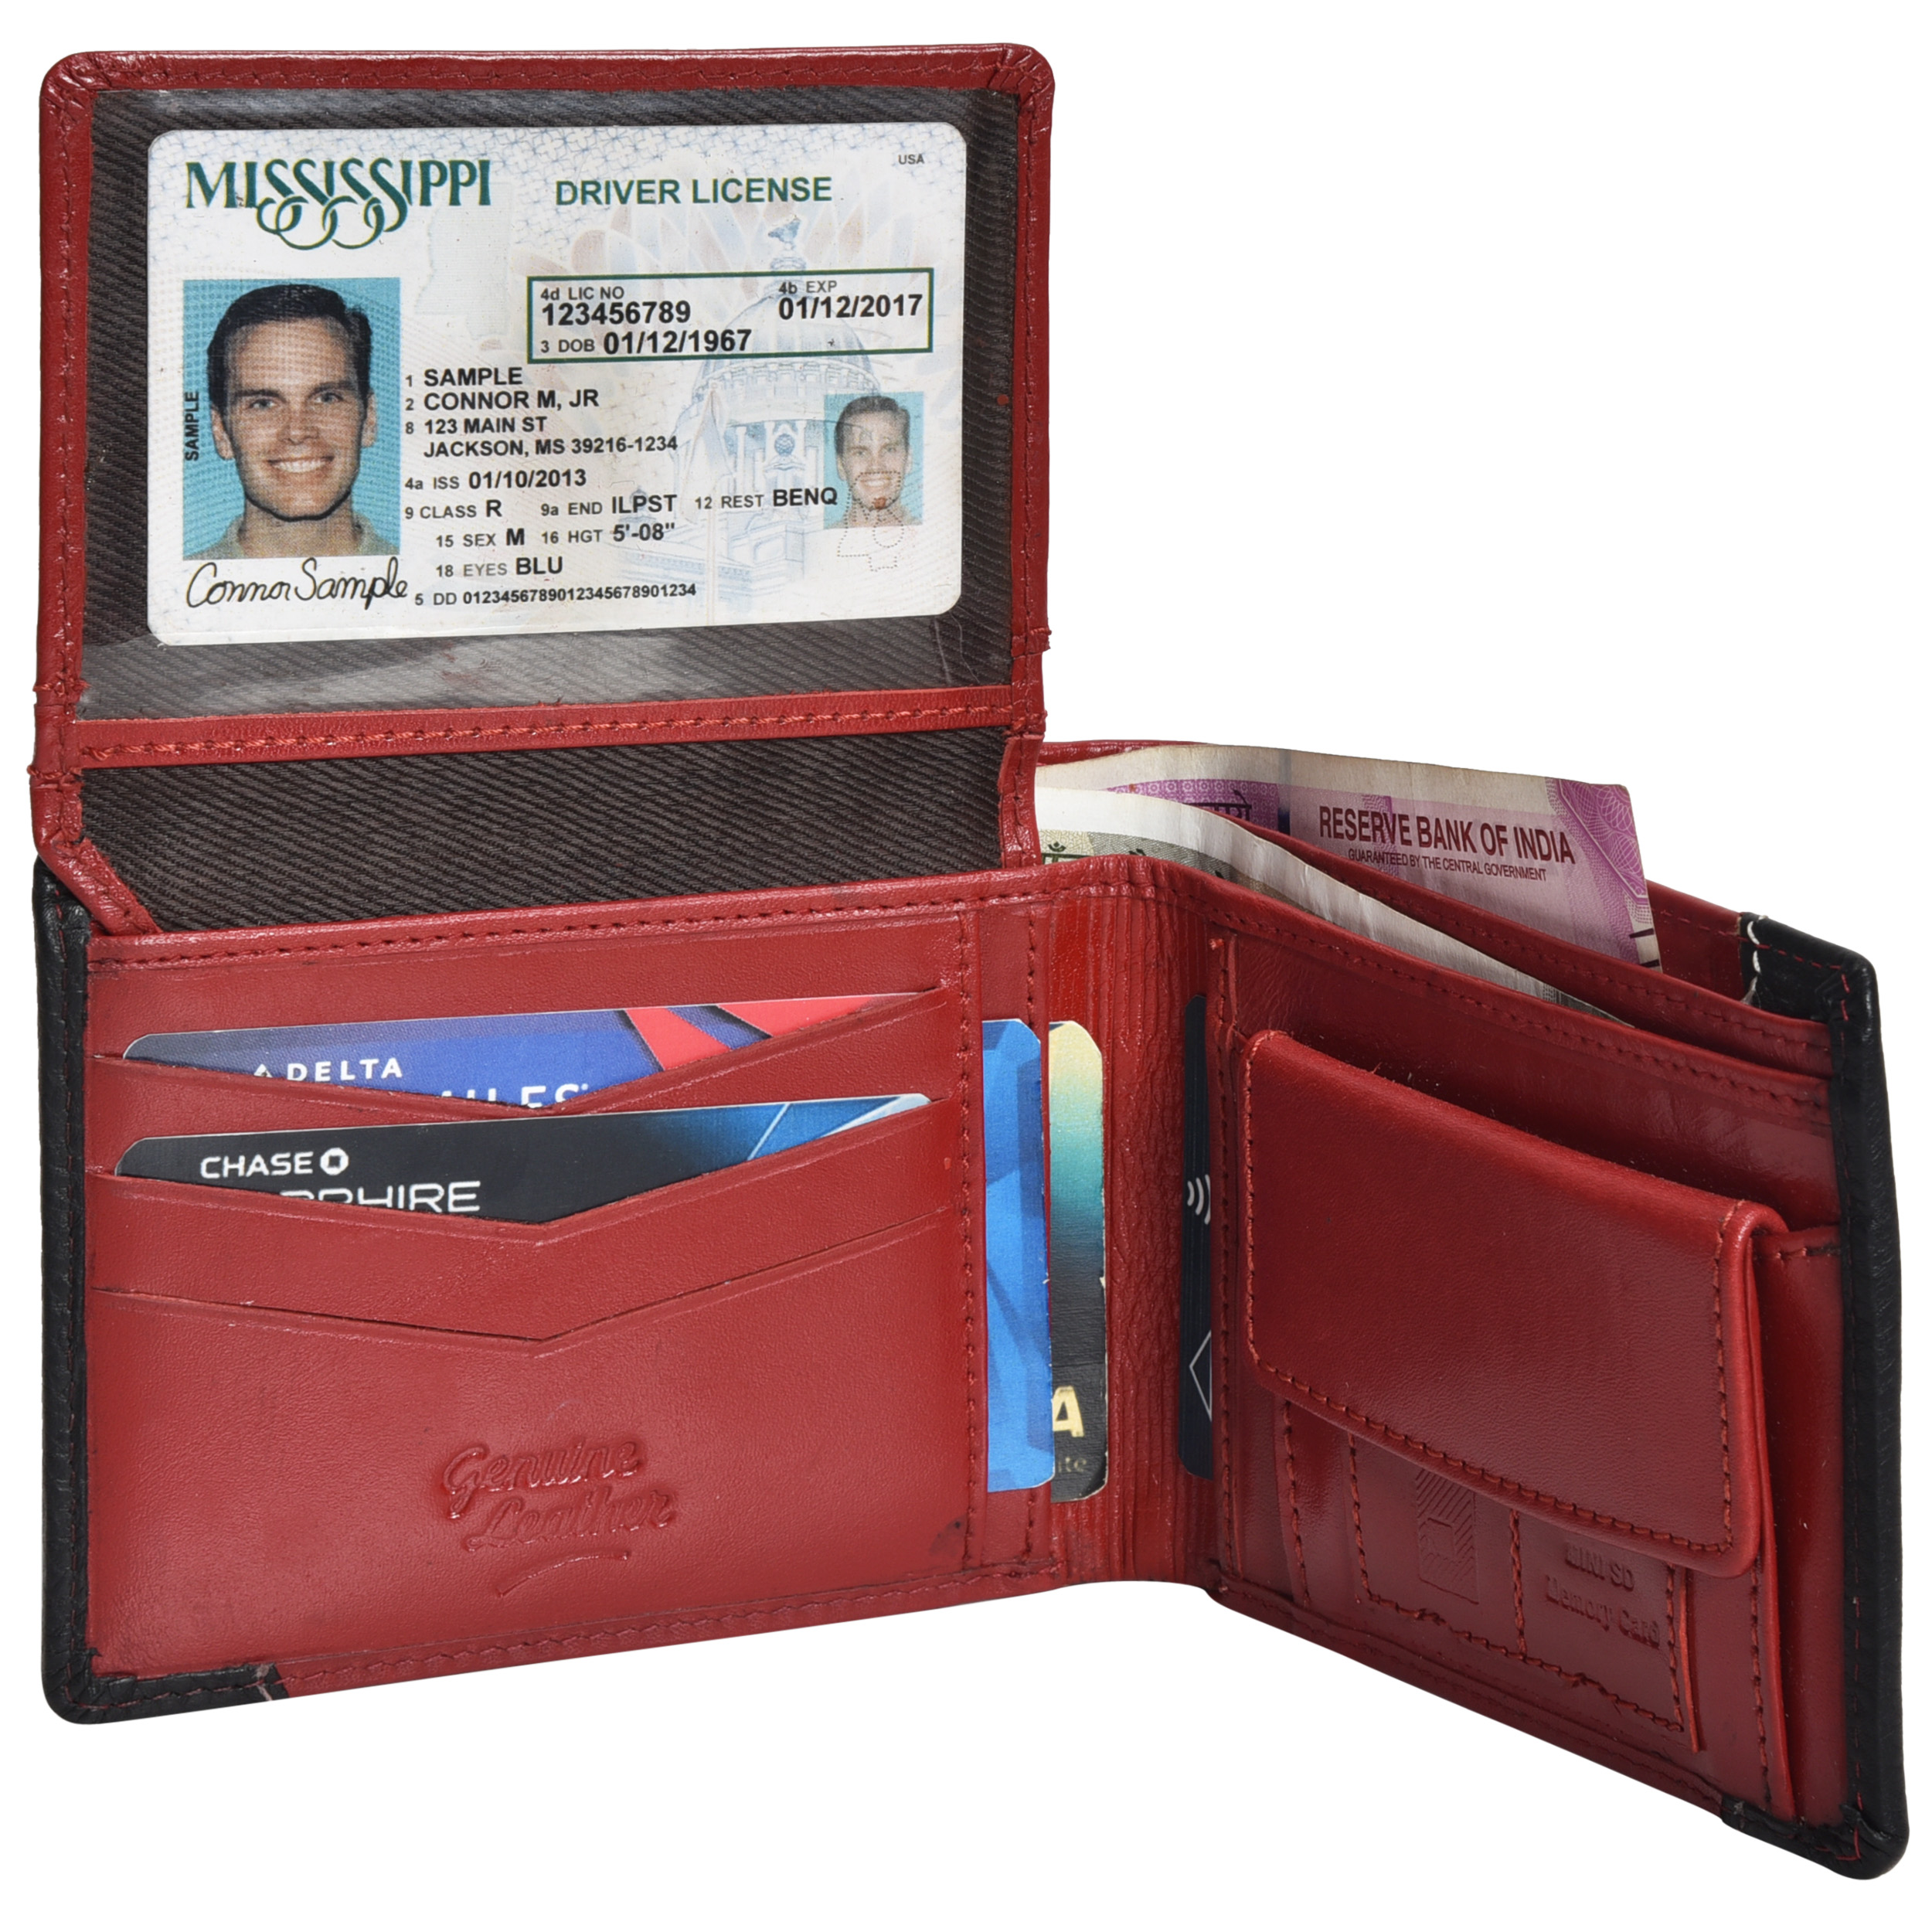 MISSISSIPPI
DRIVER LICENSE
USA
4d LIC NO
123456789
4b EXP
01/12/2017
3 DOB 01/12/1967
SAMPLE
1 SAMPLE
2 CONNOR M, JR
8 123 MAIN ST
JACKSON, MS 39216-1234
4a ISS 01/10/2013
9 CLASS R 9a END ILPST 12 REST BENQ
15 SEX M 16 HGT 5'-08"
18 EYES BLU
5 DD 0123456789012345678901234
Connor Sample
RESERVE BANK OF INDIA
GUARANTEED BY THE CENTRAL GOVERNMENT
DELTA
CHASE
Genuine
Leather
MINI SD
Memory Card